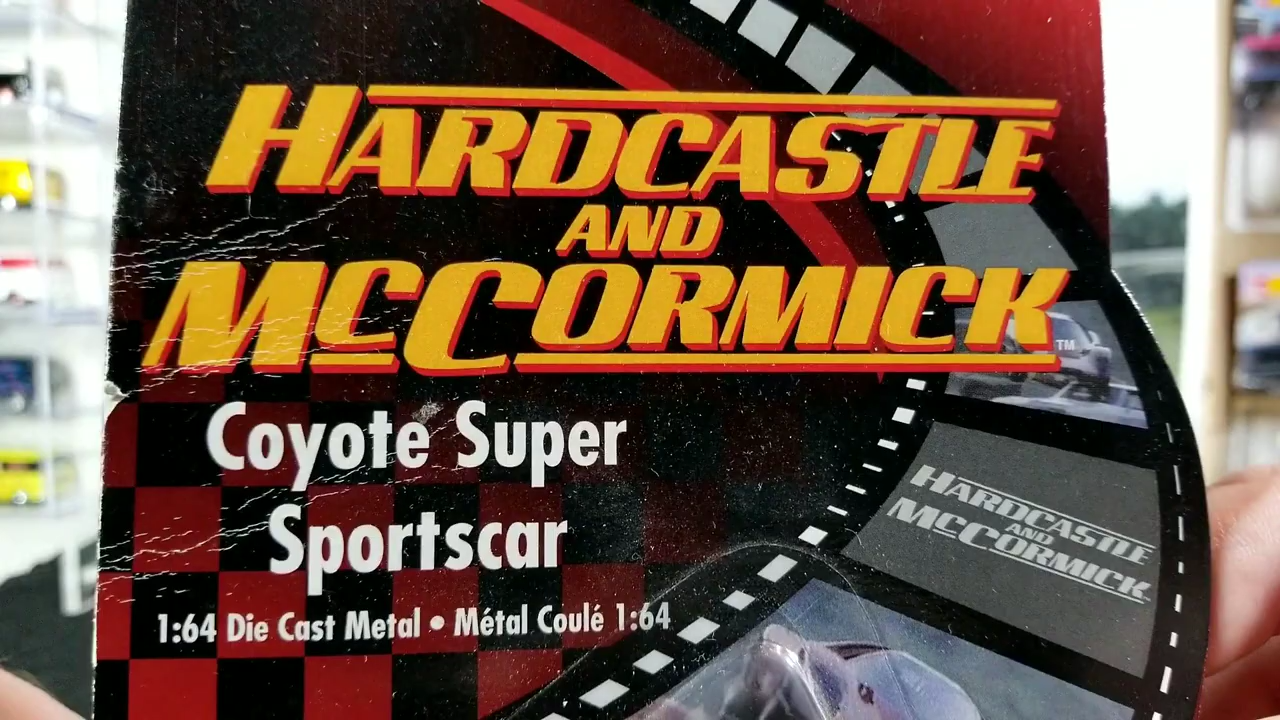 HARDCASTLE
AND
MCCORMICK
TM
Coyote Super
Sportscar
1:64 Die Cast Metal • Métal Coulé 1:64
HARDCASTLE
AND
MCCORMICK